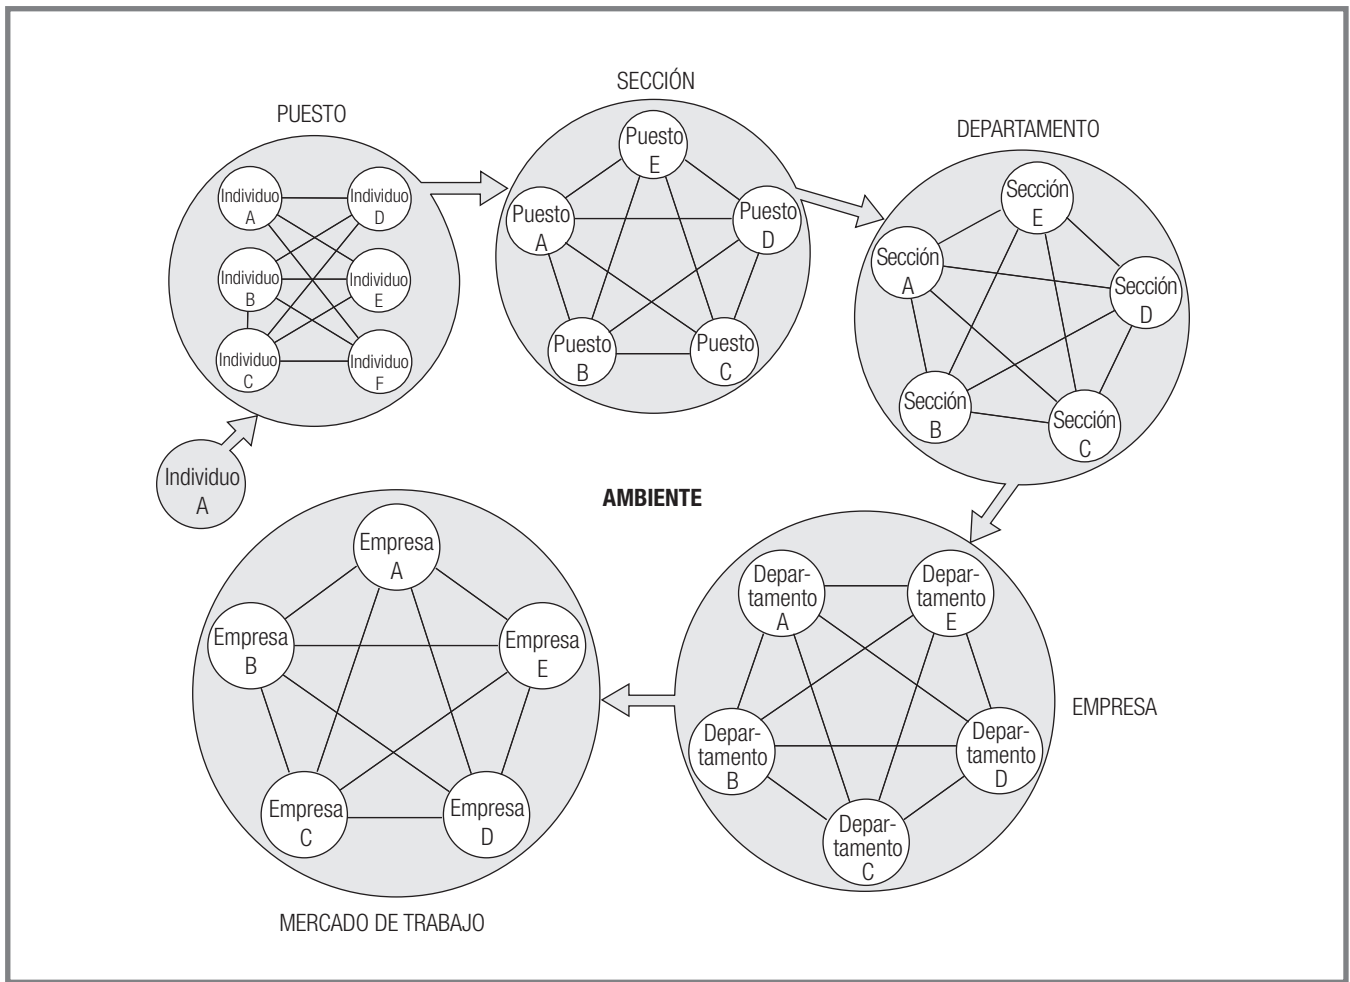 PUESTO
Individuo
A
Individuo
D
Individuo
B
Individuo
E
Individuo
C
Individuo
F
Individuo
A
SECCIÓN
Puesto
E
Puesto
A
Puesto
D
Puesto
B
Puesto
C
DEPARTAMENTO
Sección
E
Sección
A
Sección
D
Sección
B
Sección
C
AMBIENTE
Depar-
tamento
A
Depar-
tamento
E
Depar-
tamento
B
Depar-
tamento
D
Depar-
tamento
C
EMPRESA
Empresa
A
Empresa
B
Empresa
E
Empresa
C
Empresa
D
MERCADO DE TRABAJO